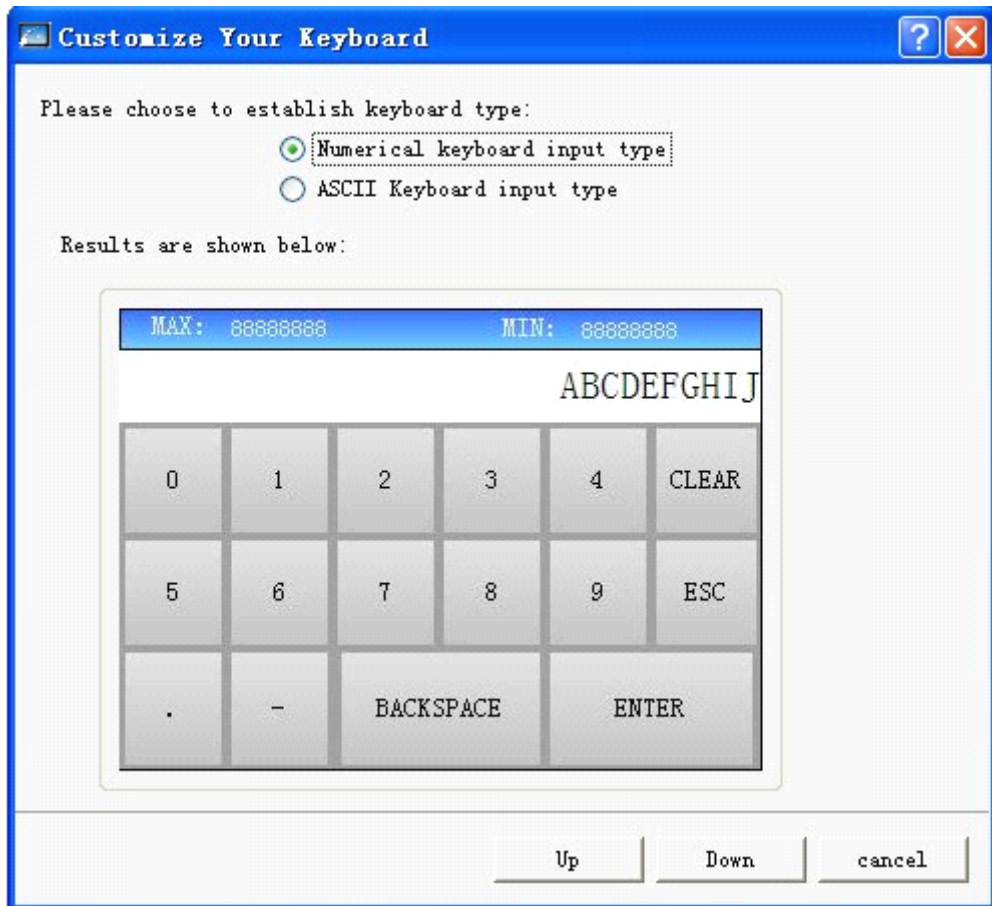 Customize Your Keyboard
Please choose to establish keyboard type:
Numerical keyboard input type
ASCII Keyboard input type
Results are shown below:
MAX: 88888888 MIN: 88888888
ABCDEFGHIJ
0 1 2 3 4 CLEAR
5 6 7 8 9 ESC
. - BACKSPACE ENTER
Up Down cancel